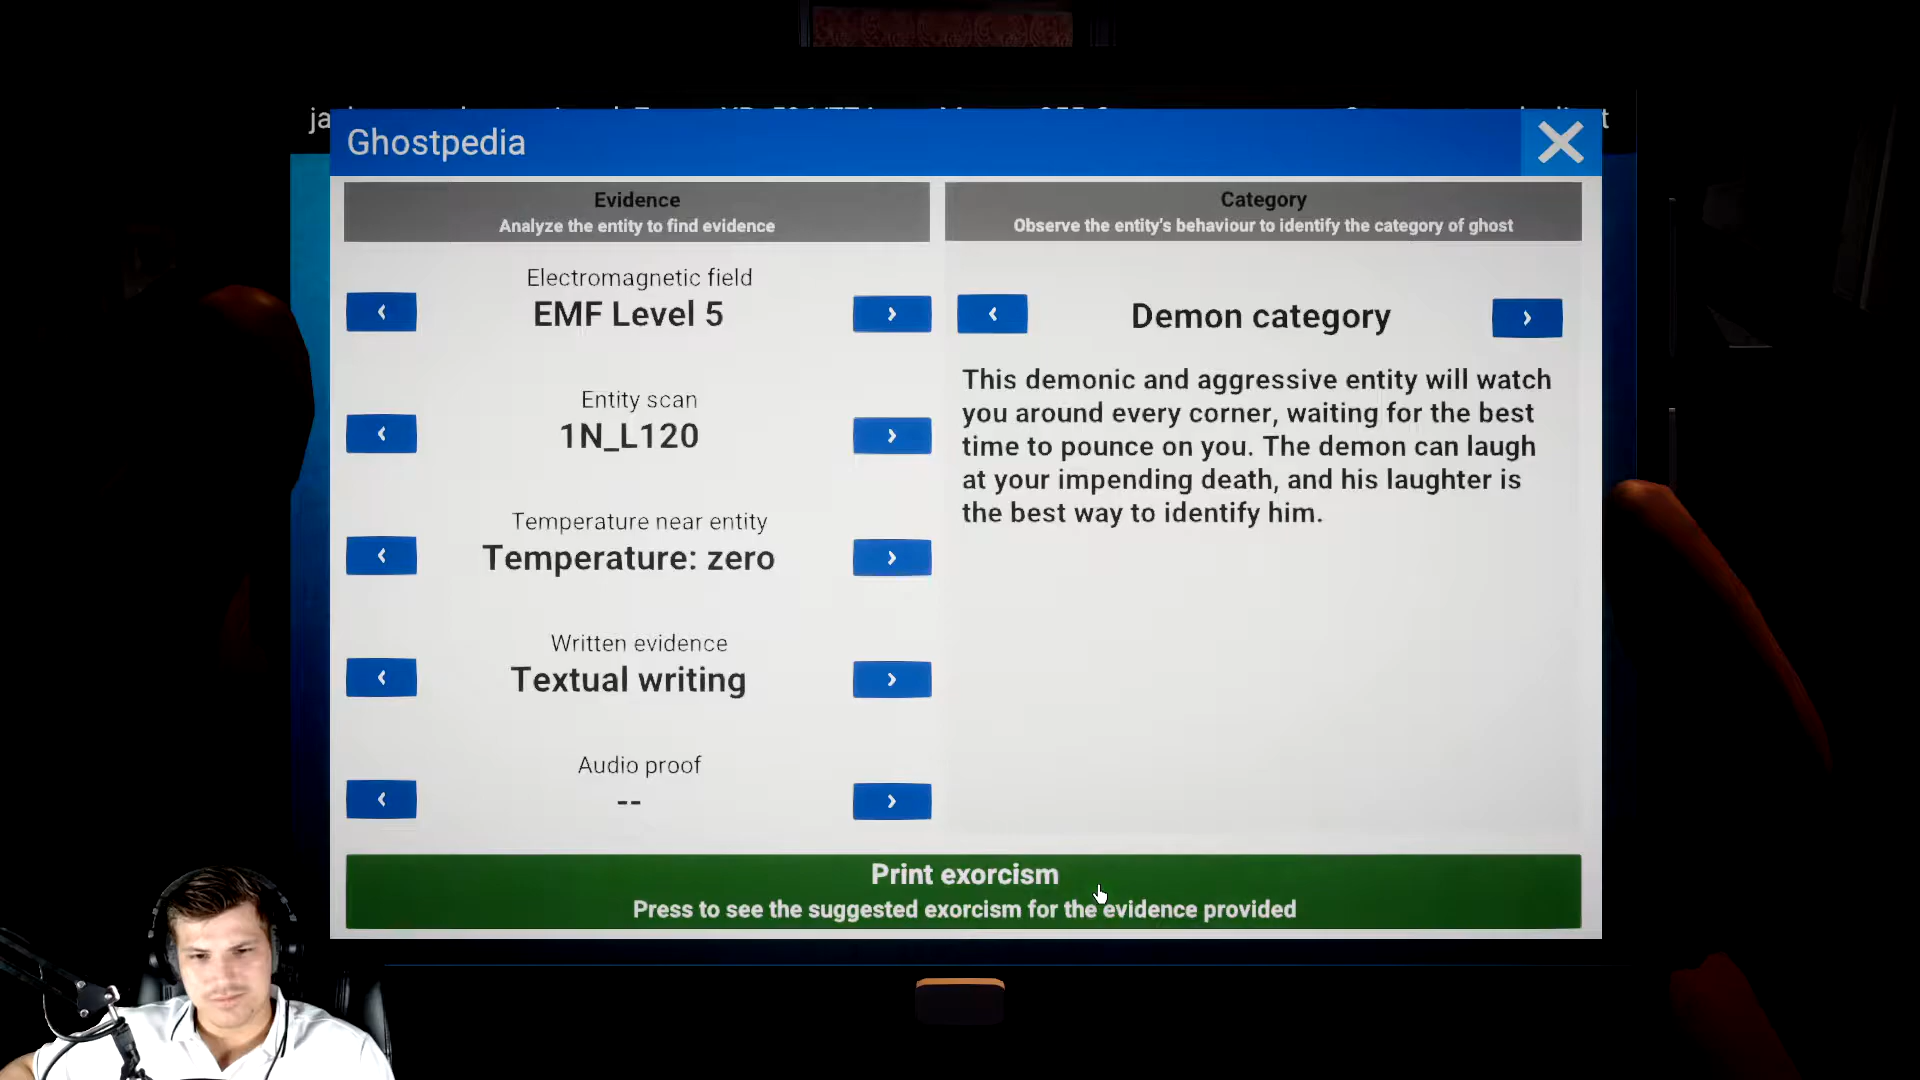 Ghostpedia
Evidence
Analyze the entity to find evidence
Category
Observe the entity's behaviour to identify the category of ghost
Electromagnetic field
‹ EMF Level 5 ›
Entity scan
‹ 1N_L120 ›
Temperature near entity
‹ Temperature: zero ›
Written evidence
‹ Textual writing ›
Audio proof
‹ -- ›
‹ Demon category ›
This demonic and aggressive entity will watch
you around every corner, waiting for the best
time to pounce on you. The demon can laugh
at your impending death, and his laughter is
the best way to identify him.
Print exorcism
Press to see the suggested exorcism for the evidence provided